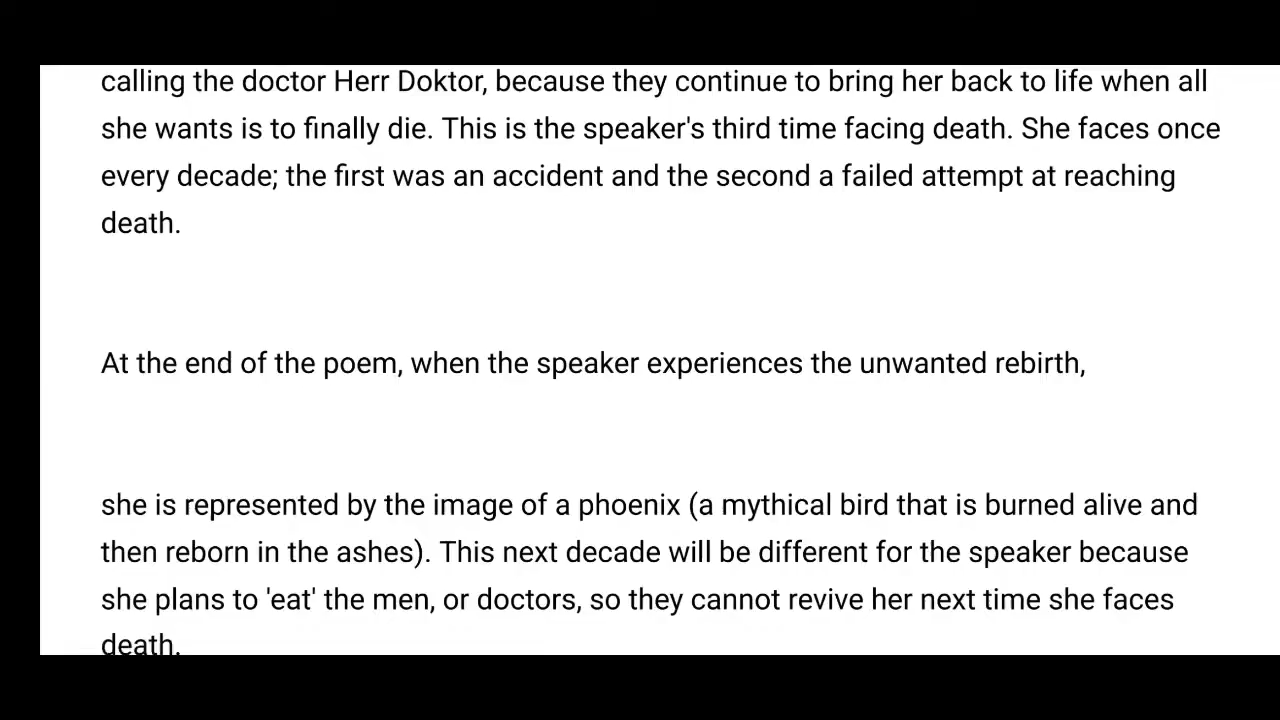 calling the doctor Herr Doktor, because they continue to bring her back to life when all
she wants is to finally die. This is the speaker's third time facing death. She faces once
every decade; the first was an accident and the second a failed attempt at reaching
death.
At the end of the poem, when the speaker experiences the unwanted rebirth,
she is represented by the image of a phoenix (a mythical bird that is burned alive and
then reborn in the ashes). This next decade will be different for the speaker because
she plans to 'eat' the men, or doctors, so they cannot revive her next time she faces
death.